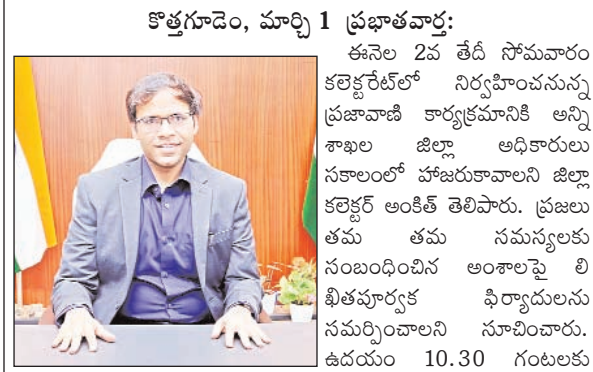 కొత్తగూడెం, మార్చి 1 ప్రభాతవార్త:
ఈనెల 2వ తేదీ సోమవారం
కలెక్టరేట్‌లో నిర్వహించనున్న
ప్రజావాణి కార్యక్రమానికి అన్ని
శాఖల జిల్లా అధికారులు
సకాలంలో హాజరుకావాలని జిల్లా
కలెక్టర్ అంకిత్ తెలిపారు. ప్రజలు
తమ తమ సమస్యలకు
సంబంధించిన అంశాలపై లి
ఖితపూర్వక ఫిర్యాదులను
సమర్పించాలని సూచించారు.
ఉదయం 10.30 గంటలకు